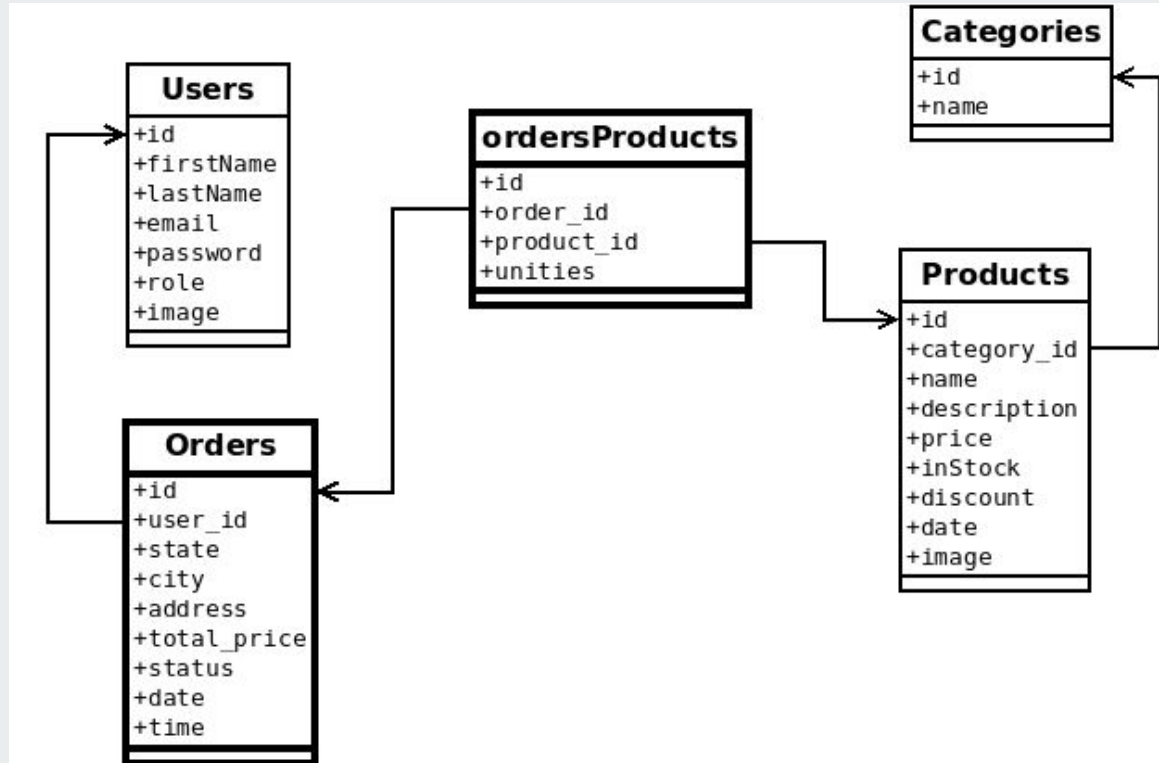 Categories
+id
+name
Users
+id
+firstName
+lastName
+email
+password
+role
+image
ordersProducts
+id
+order_id
+product_id
+unities
Products
+id
+category_id
+name
+description
+price
+inStock
+discount
+date
+image
Orders
+id
+user_id
+state
+city
+address
+total_price
+status
+date
+time